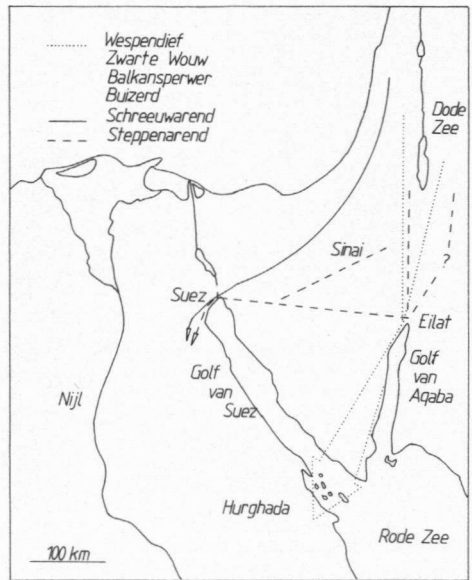 Wespendief
Zwarte Wouw
Balkansperwer
Buizerd
Schreeuwarend
Steppenarend
Dode
Zee
Sinai
?
Suez
Eilat
Golf
van
Suez
Golf
van
Aqaba
Nijl
Hurghada
Rode Zee
100 km